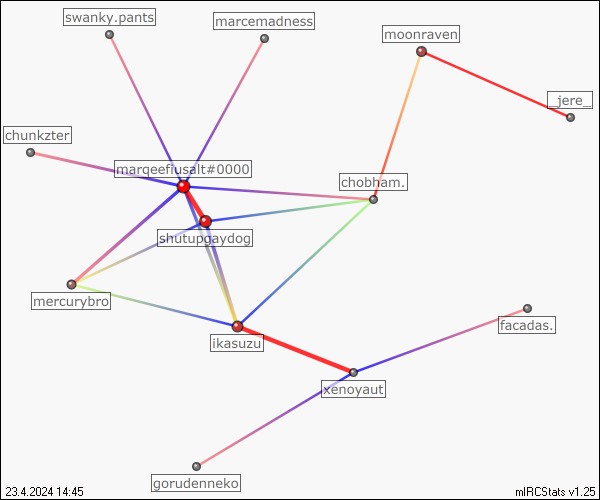 swanky.pants
marcemadness
moonraven
_jere_
chunkzter
marqeefiusalt#0000
chobham.
shutupgaydog
mercurybro
facadas.
ikasuzu
xenoyaut
gorudenneko
23.4.2024 14:45
mIRCStats v1.25